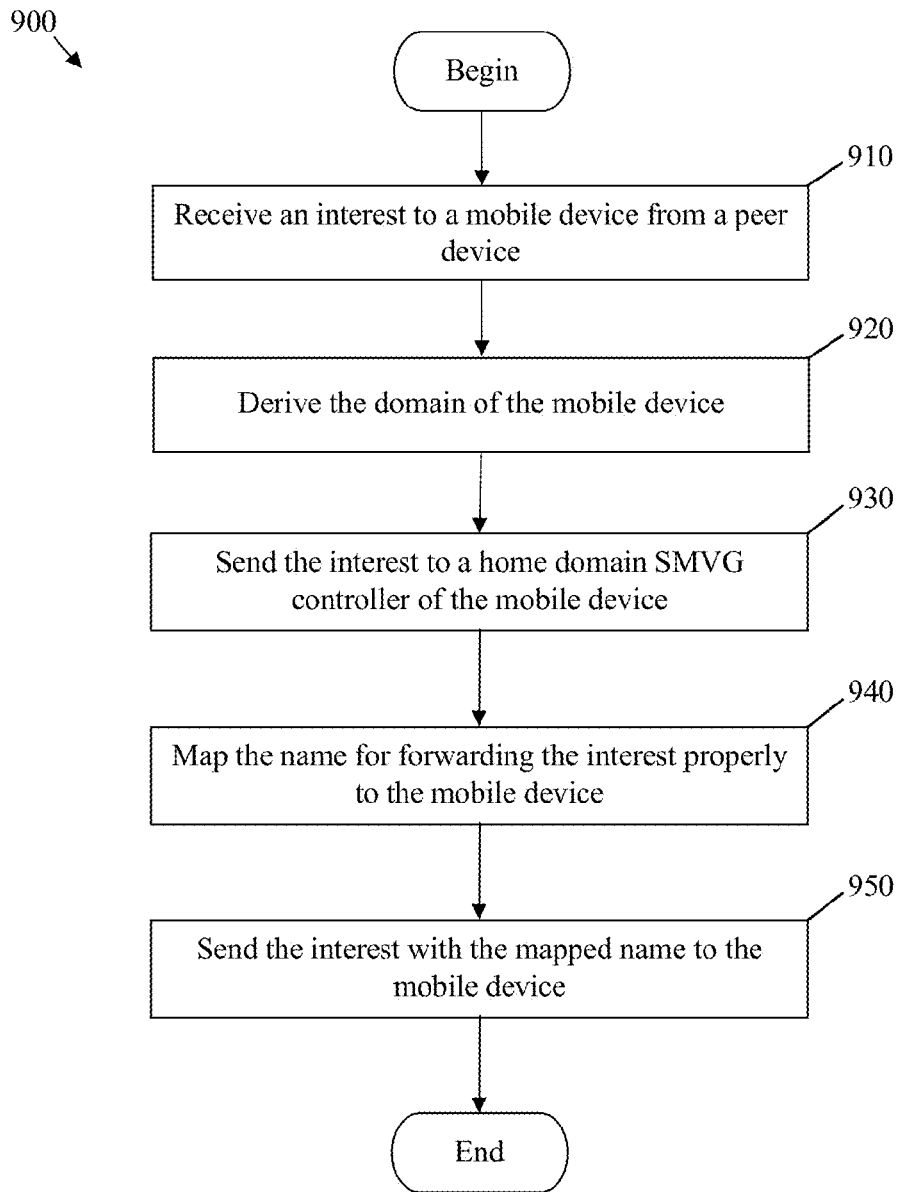 900
Begin
910
Receive an interest to a mobile device from a peer
device
920
Derive the domain of the mobile device
930
Send the interest to a home domain SMVG
controller of the mobile device
940
Map the name for forwarding the interest properly
to the mobile device
950
Send the interest with the mapped name to the
mobile device
End